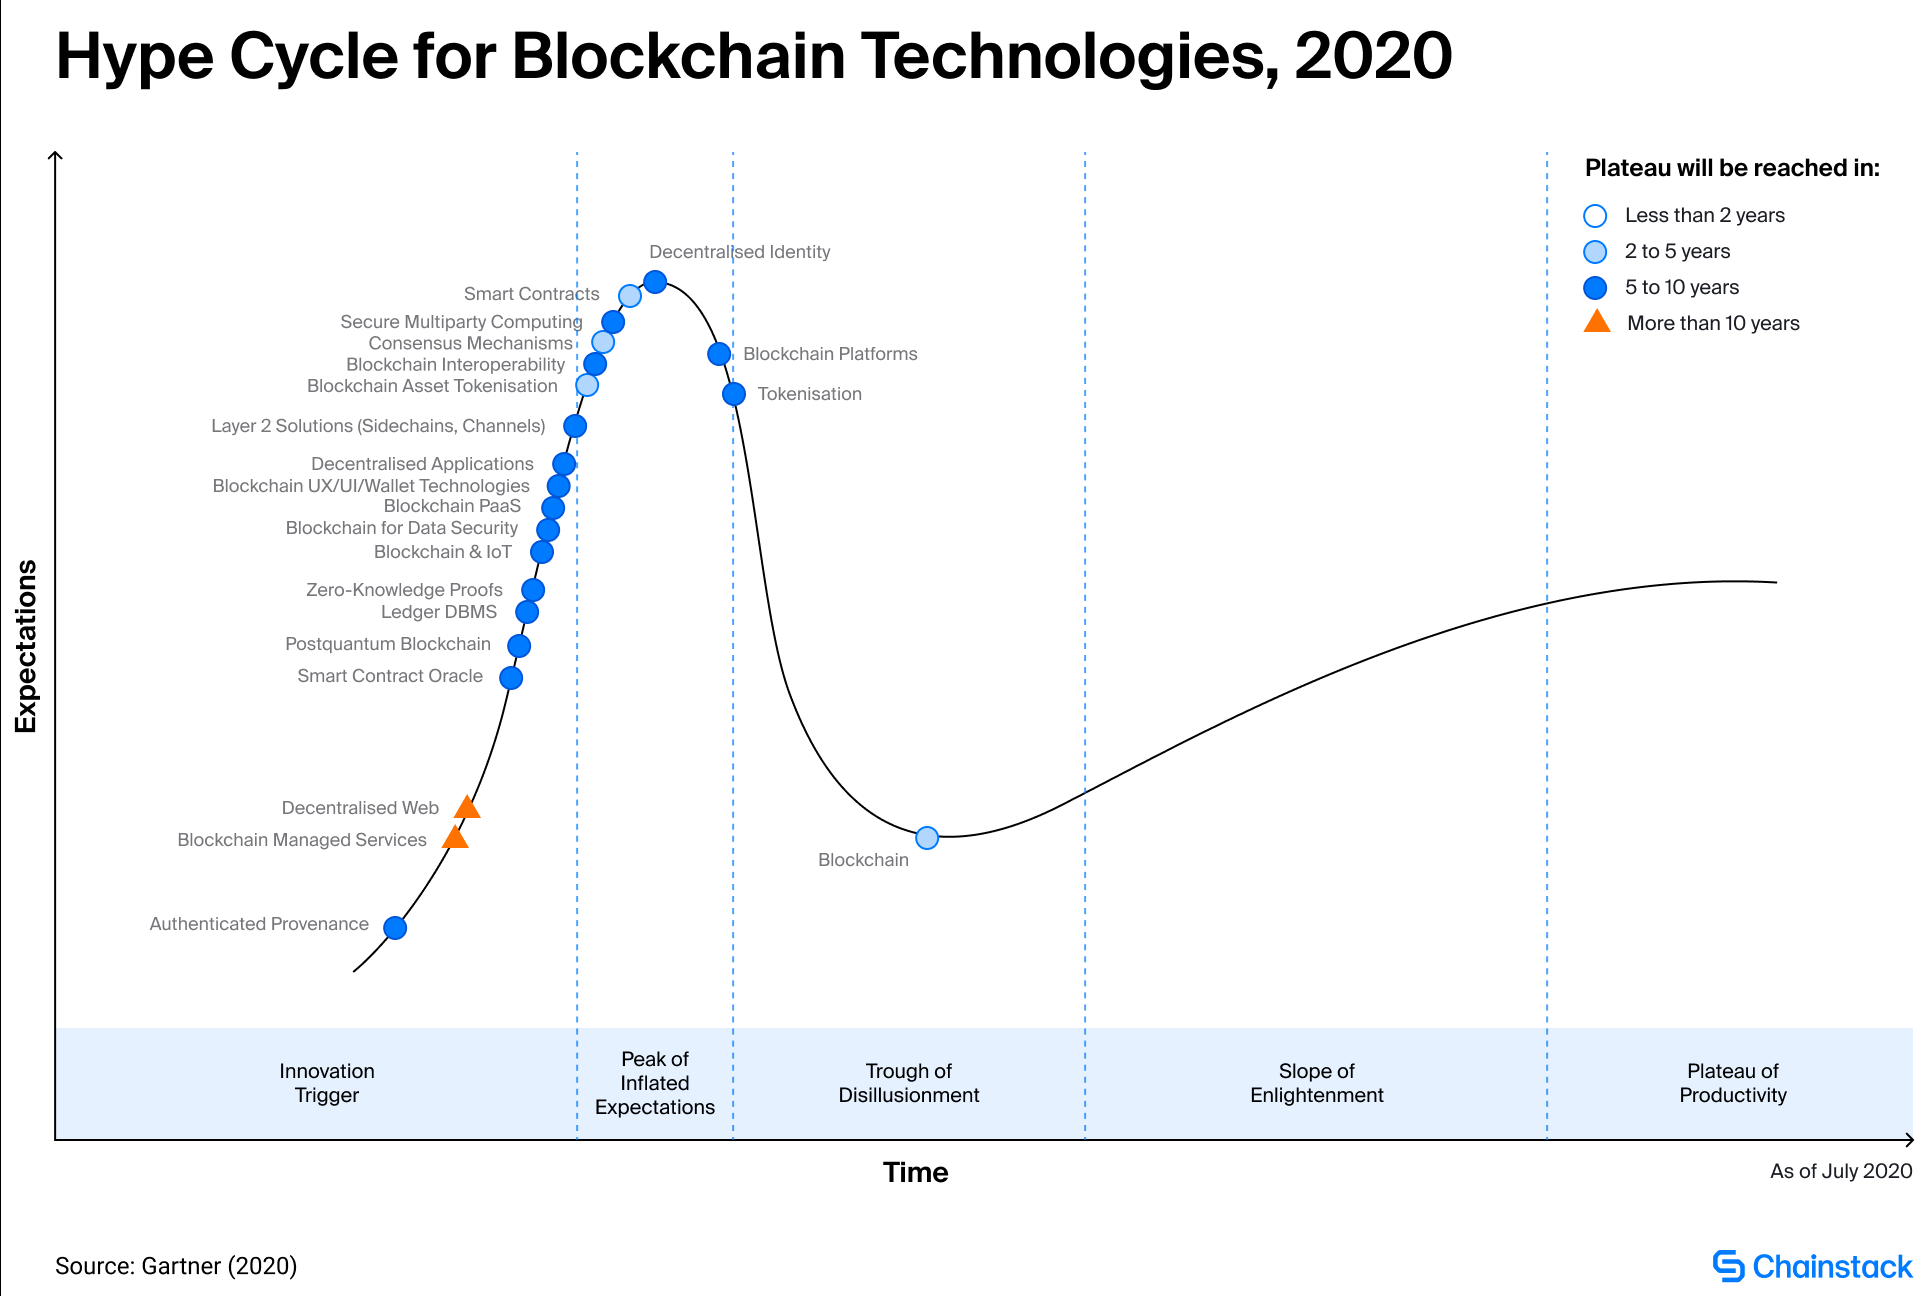 Hype Cycle for Blockchain Technologies, 2020
Plateau will be reached in:
Less than 2 years
2 to 5 years
5 to 10 years
More than 10 years
Decentralised Identity
Smart Contracts
Secure Multiparty Computing
Consensus Mechanisms
Blockchain Interoperability
Blockchain Asset Tokenisation
Blockchain Platforms
Tokenisation
Layer 2 Solutions (Sidechains, Channels)
Decentralised Applications
Blockchain UX/UI/Wallet Technologies
Blockchain PaaS
Blockchain for Data Security
Blockchain & IoT
Zero-Knowledge Proofs
Ledger DBMS
Postquantum Blockchain
Smart Contract Oracle
Decentralised Web
Blockchain Managed Services
Authenticated Provenance
Blockchain
Expectations
Innovation
Trigger
Peak of
Inflated
Expectations
Trough of
Disillusionment
Slope of
Enlightenment
Plateau of
Productivity
Time
As of July 2020
Source: Gartner (2020)
Chainstack